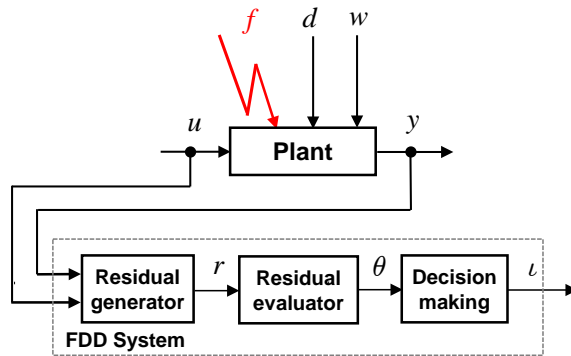 f d w
u y
Plant
Residual generator
r
Residual evaluator
θ
Decision making
ι
FDD System